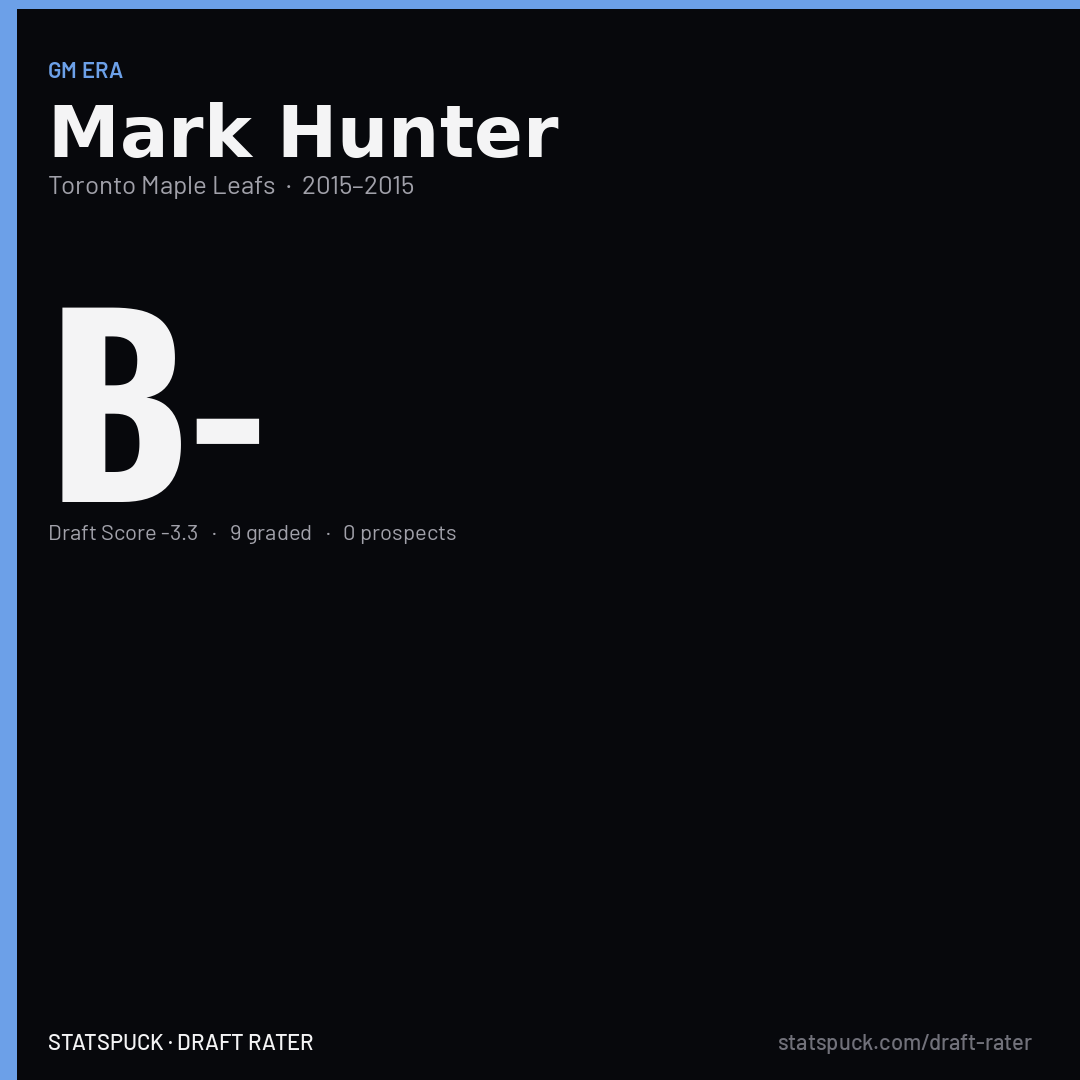 GM ERA
Mark Hunter
Toronto Maple Leafs · 2015–2015
B-
Draft Score -3.3 · 9 graded · 0 prospects
STATSPUCK · DRAFT RATER
statspuck.com/draft-rater